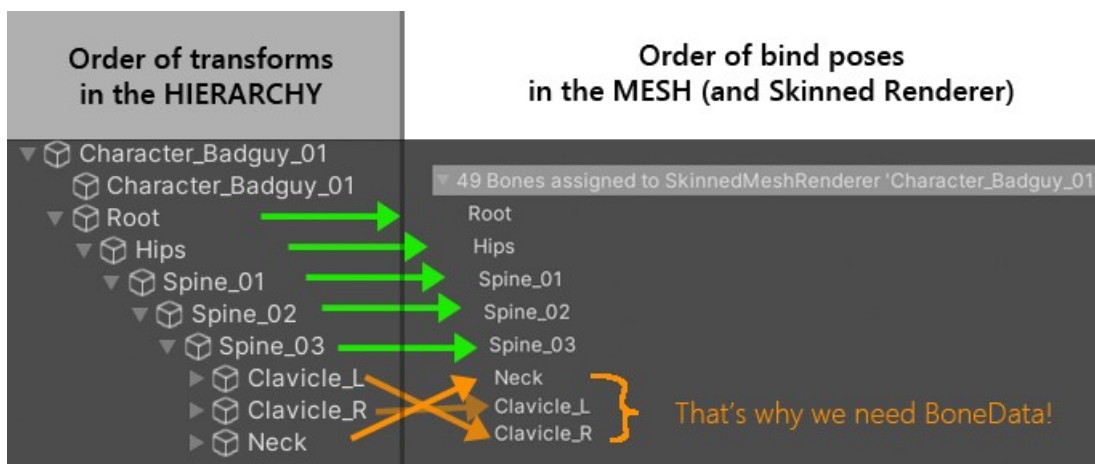 Order of transforms
in the HIERARCHY
Order of bind poses
in the MESH (and Skinned Renderer)
Character_Badguy_01
Character_Badguy_01
Root
Hips
Spine_01
Spine_02
Spine_03
Clavicle_L
Clavicle_R
Neck
49 Bones assigned to SkinnedMeshRenderer 'Character_Badguy_01
Root
Hips
Spine_01
Spine_02
Spine_03
Neck
Clavicle_L
Clavicle_R
That's why we need BoneData!